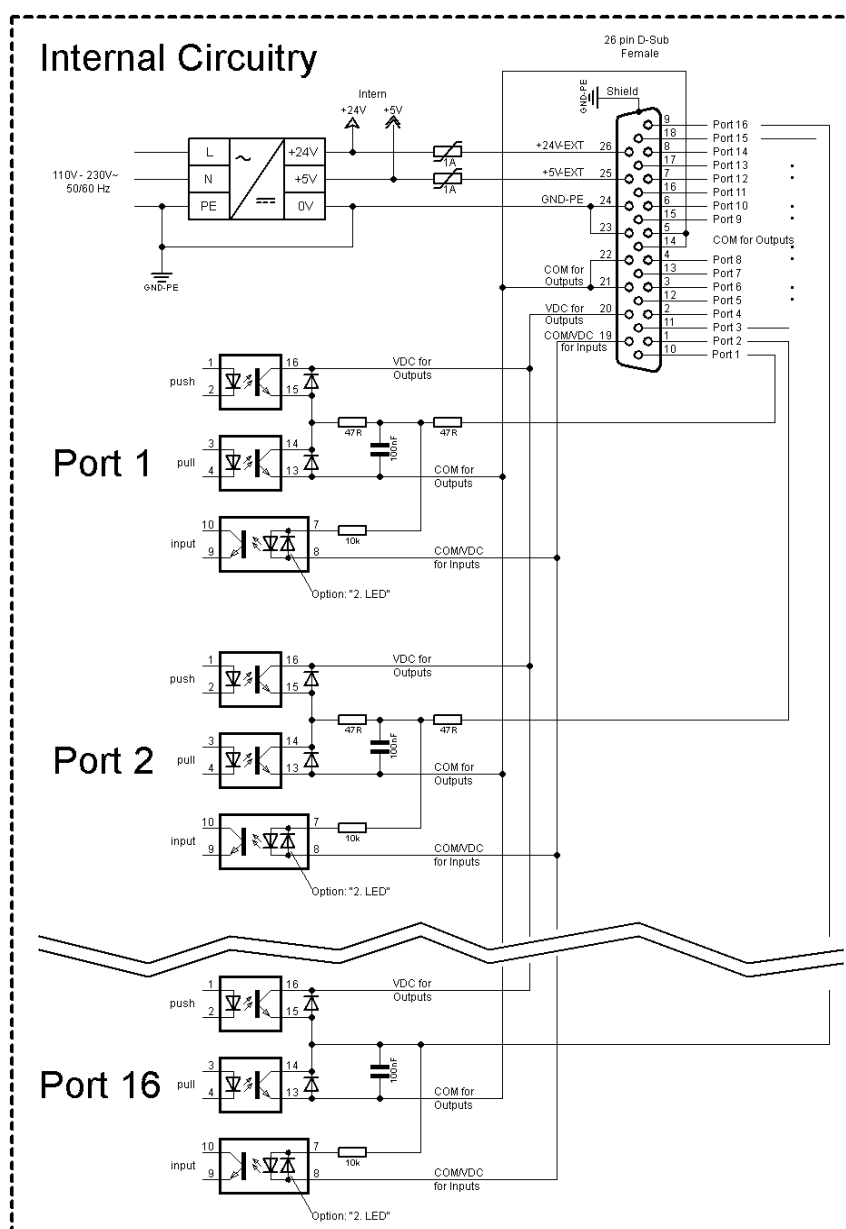 Internal Circuitry
26 pin D-Sub
Female
Shield
GND-PE
Intern
+24V
+5V
110V - 230V~
50/60 Hz
L
N
PE
+24V
+5V
0V
1A
1A
GND-PE
+24V-EXT
26
+5V-EXT
25
GND-PE
24
23
22
COM for
Outputs
21
VDC for
Outputs
20
COM/VDC
for Inputs
19
9
Port 16
18
Port 15
8
Port 14
17
Port 13
7
Port 12
16
Port 11
6
Port 10
15
Port 9
5
14
COM for Outputs
4
Port 8
13
Port 7
3
Port 6
12
Port 5
2
Port 4
11
Port 3
1
Port 2
10
Port 1
Port 1
push
1
2
16
15
VDC for
Outputs
47R
100nF
47R
pull
3
4
14
13
COM for
Outputs
input
10
9
7
8
10k
COM/VDC
for Inputs
Option: "2. LED"
Port 2
push
1
2
16
15
VDC for
Outputs
47R
100nF
47R
pull
3
4
14
13
COM for
Outputs
input
10
9
7
8
10k
COM/VDC
for Inputs
Option: "2. LED"
Port 16
push
1
2
16
15
VDC for
Outputs
100nF
pull
3
4
14
13
COM for
Outputs
input
10
9
7
8
10k
COM/VDC
for Inputs
Option: "2. LED"